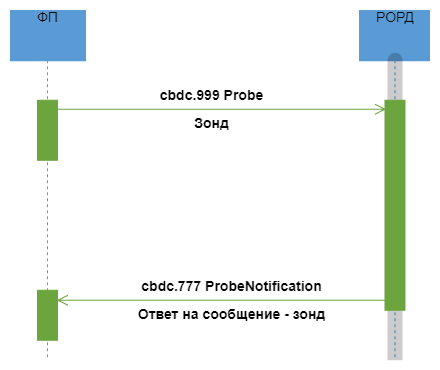 ФП
РОРД
cbdc.999 Probe
Зонд
cbdc.777 ProbeNotification
Ответ на сообщение - зонд